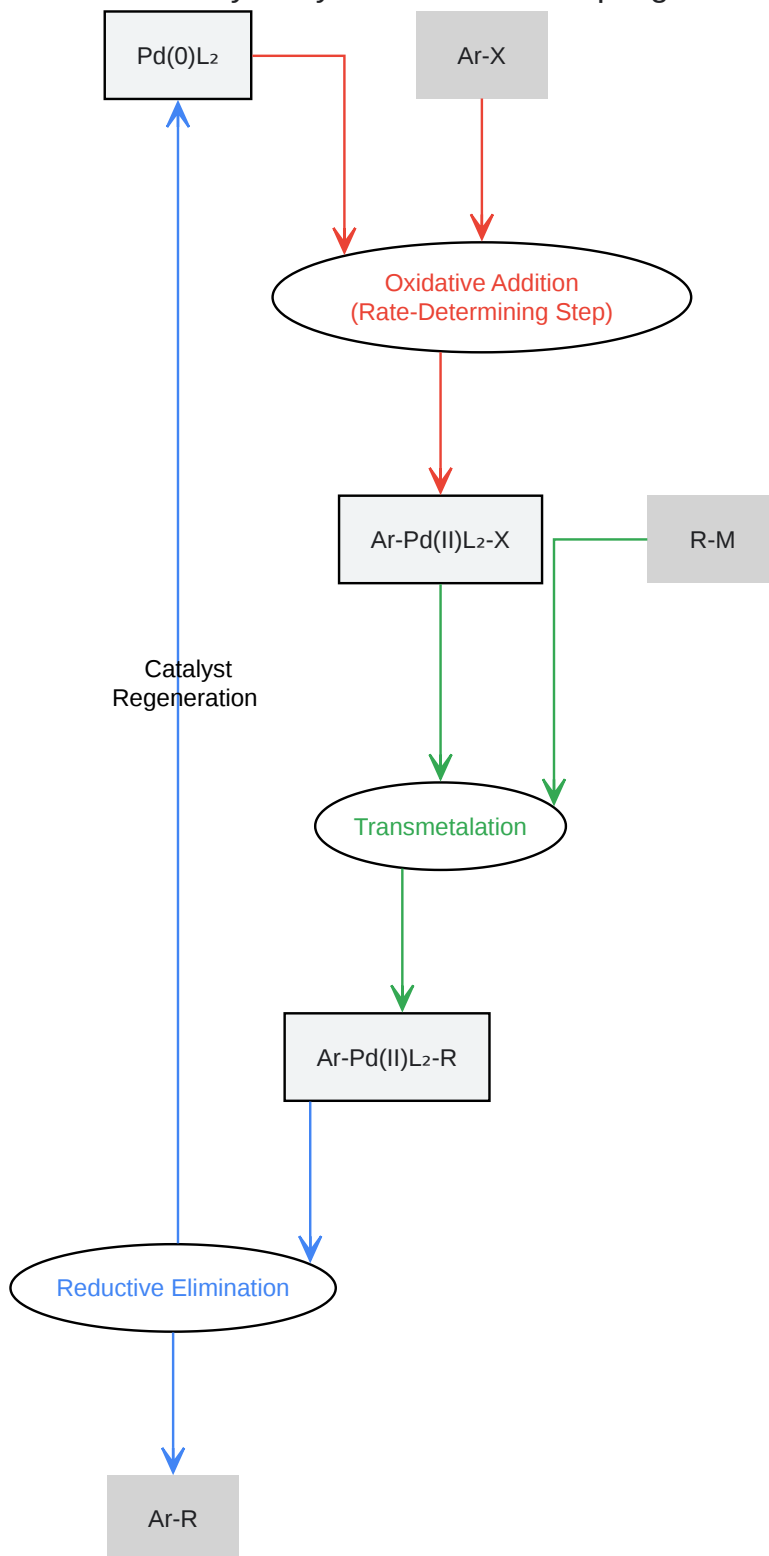 Pd(0)L₂
Ar-X
Oxidative Addition
(Rate-Determining Step)
Ar-Pd(II)L₂-X
R-M
Catalyst
Regeneration
Transmetalation
Ar-Pd(II)L₂-R
Reductive Elimination
Ar-R